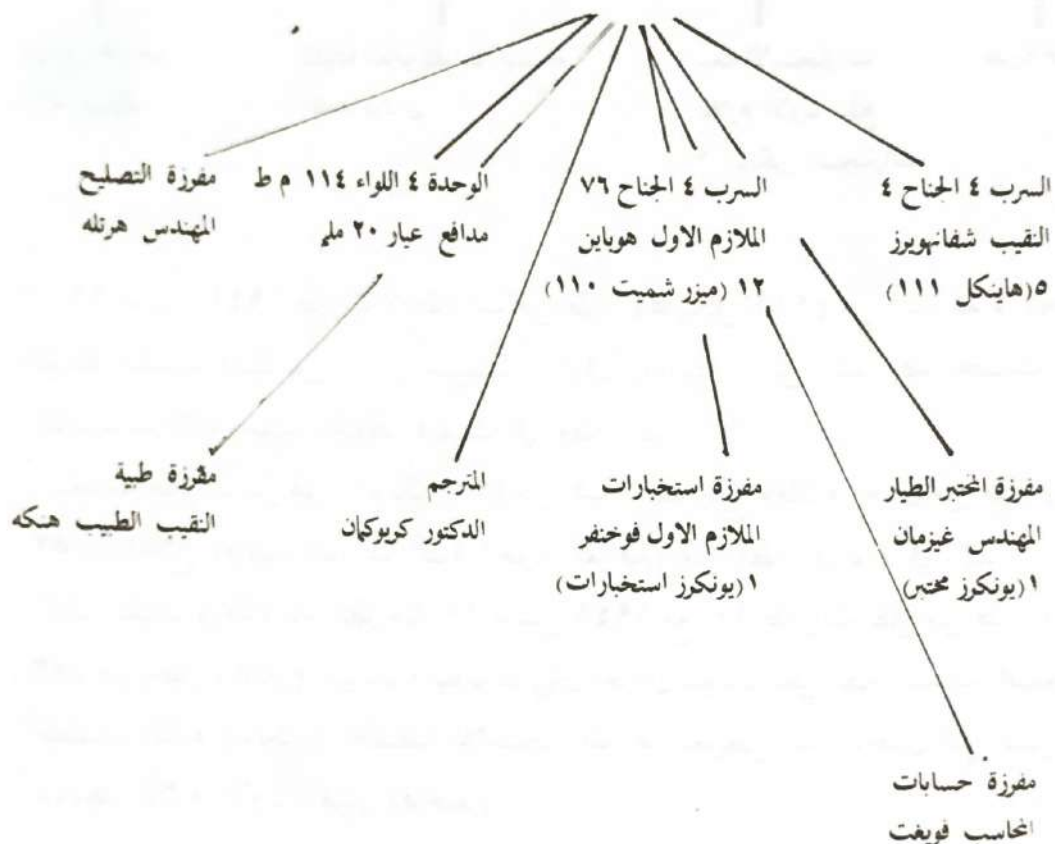 السرب ٤ الجناح ٤
النقيب شفانهويرز
٥ (هاينكل ١١١)
السرب ٤ الجناح ٧٦
الملازم الاول هوباين
١٢ (ميزر شميت ١١٠)
الوحدة ٤ اللواء ١١٤ م ط
مدافع عيار ٢٠ ملم
مفرزة التصليح
المهندس هرتله
مفرزة المختبر الطيار
المهندس غيزمان
١ (يونكرز مختبر)
مفرزة استخبارات
الملازم الاول فوخنفر
١ (يونكرز استخبارات)
المترجم
الدكتور كريوكمان
مفرزة طبية
النقيب الطبيب هنكه
مفرزة حسابات
المحاسب فويغت